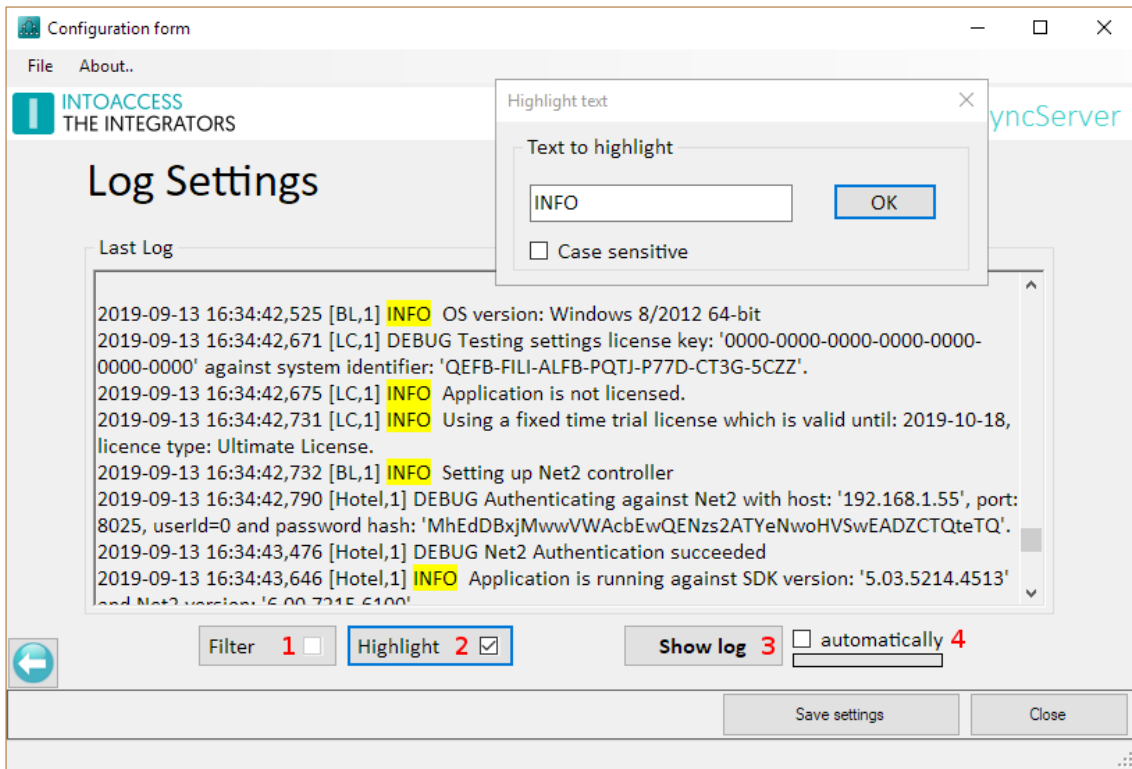 Configuration form
File About..
INTOACCESS
THE INTEGRATORS
yncServer
Highlight text
Text to highlight
INFO
OK
Case sensitive
Log Settings
Last Log
2019-09-13 16:34:42,525 [BL,1] INFO OS version: Windows 8/2012 64-bit
2019-09-13 16:34:42,671 [LC,1] DEBUG Testing settings license key: '0000-0000-0000-0000-0000-
0000-0000' against system identifier: 'QEFB-FILI-ALFB-PQTJ-P77D-CT3G-5CZZ'.
2019-09-13 16:34:42,675 [LC,1] INFO Application is not licensed.
2019-09-13 16:34:42,731 [LC,1] INFO Using a fixed time trial license which is valid until: 2019-10-18,
licence type: Ultimate License.
2019-09-13 16:34:42,732 [BL,1] INFO Setting up Net2 controller
2019-09-13 16:34:42,790 [Hotel,1] DEBUG Authenticating against Net2 with host: '192.168.1.55', port:
8025, userId=0 and password hash: 'MhEdDBxjMwwVWAcbEwQENzs2ATYeNwoHVSwEADZCTQteTQ'.
2019-09-13 16:34:43,476 [Hotel,1] DEBUG Net2 Authentication succeeded
2019-09-13 16:34:43,646 [Hotel,1] INFO Application is running against SDK version: '5.03.5214.4513'
and Net2 version: '6.00.7215.6100'
Filter 1
Highlight 2
Show log 3
automatically 4
Save settings
Close